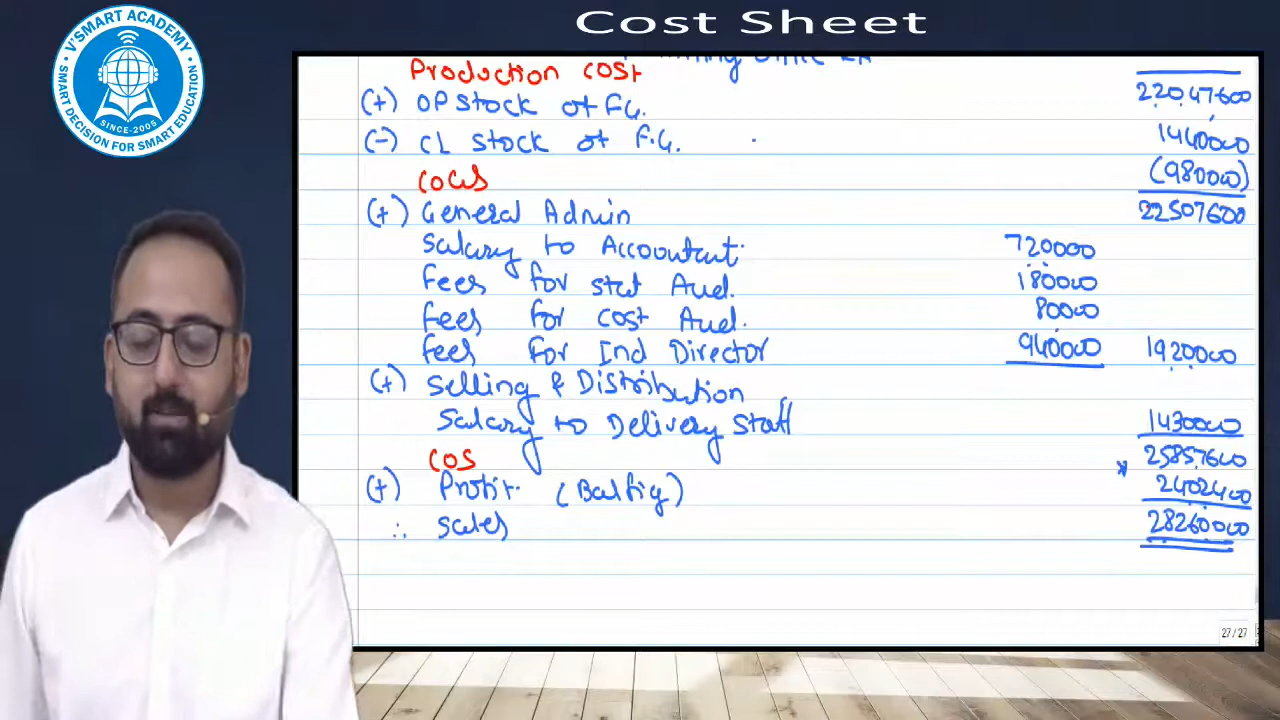 Cost Sheet
V'SMART ACADEMY
SMART DECISION FOR SMART EDUCATION
SINCE-2005
Production cost 22047600
(+) OP Stock of F.G. 1440000
(-) CL Stock of F.G. (980000)
COGS 22507600
(+) General Admin
Salary to Accountant 720000
Fees for stat Aud. 180000
Fees for cost Aud. 80000
Fees for Ind Director 940000 1920000
(+) Selling & Distribution
Salary to Delivery Staff 1430000
COS 25857600
(+) Profit (Balfig) * 2402400
∴ Sales 28260000
27/27